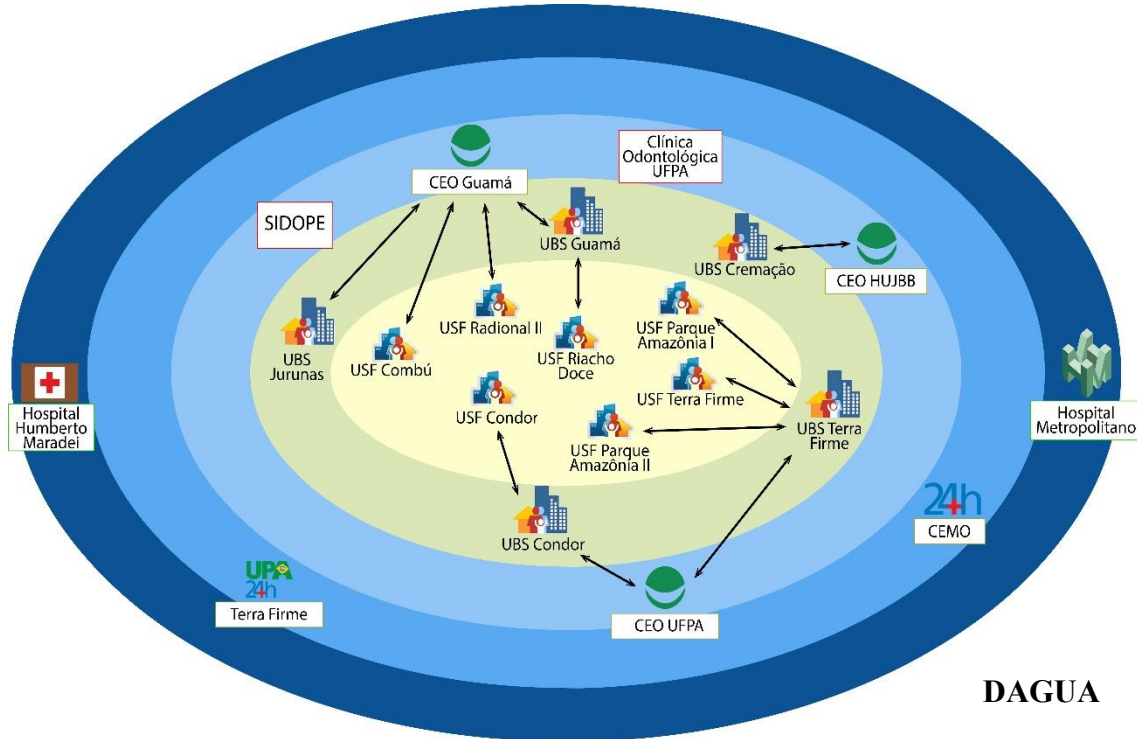 Clínica
Odontológica
UFPA
CEO Guamá
SIDOPE
UBS Guamá
UBS Cremação
CEO HUJBB
USF Radional II
USF Parque
Amazônia I
UBS
Jurunas
USF Combú
USF Riacho
Doce
USF Terra Firme
USF Condor
UBS Terra
Firme
USF Parque
Amazônia II
Hospital
Humberto
Maradei
Hospital
Metropolitano
24h
CEMO
UBS Condor
UPA
24h
Terra Firme
CEO UFPA
DAGUA